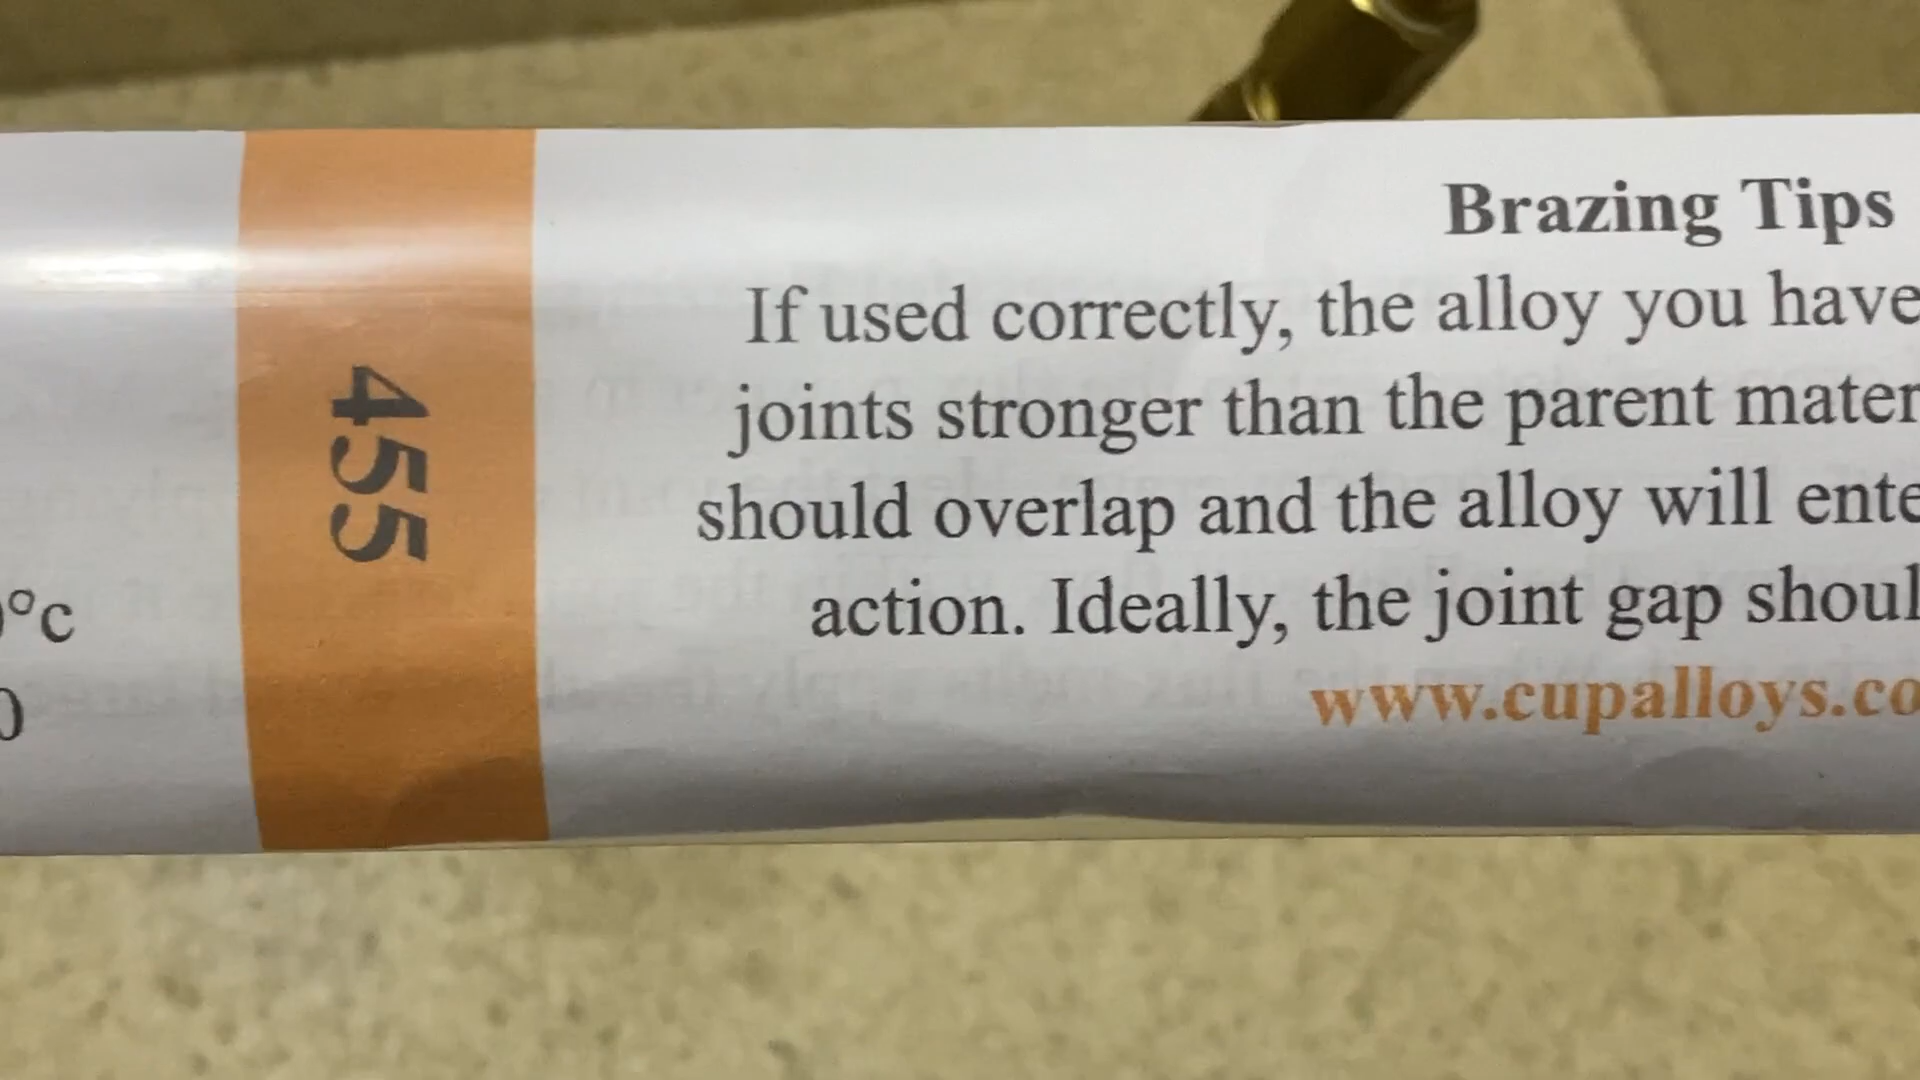 °c
455
Brazing Tips
If used correctly, the alloy you have
joints stronger than the parent mater
should overlap and the alloy will ente
action. Ideally, the joint gap shoul
www.cupalloys.co